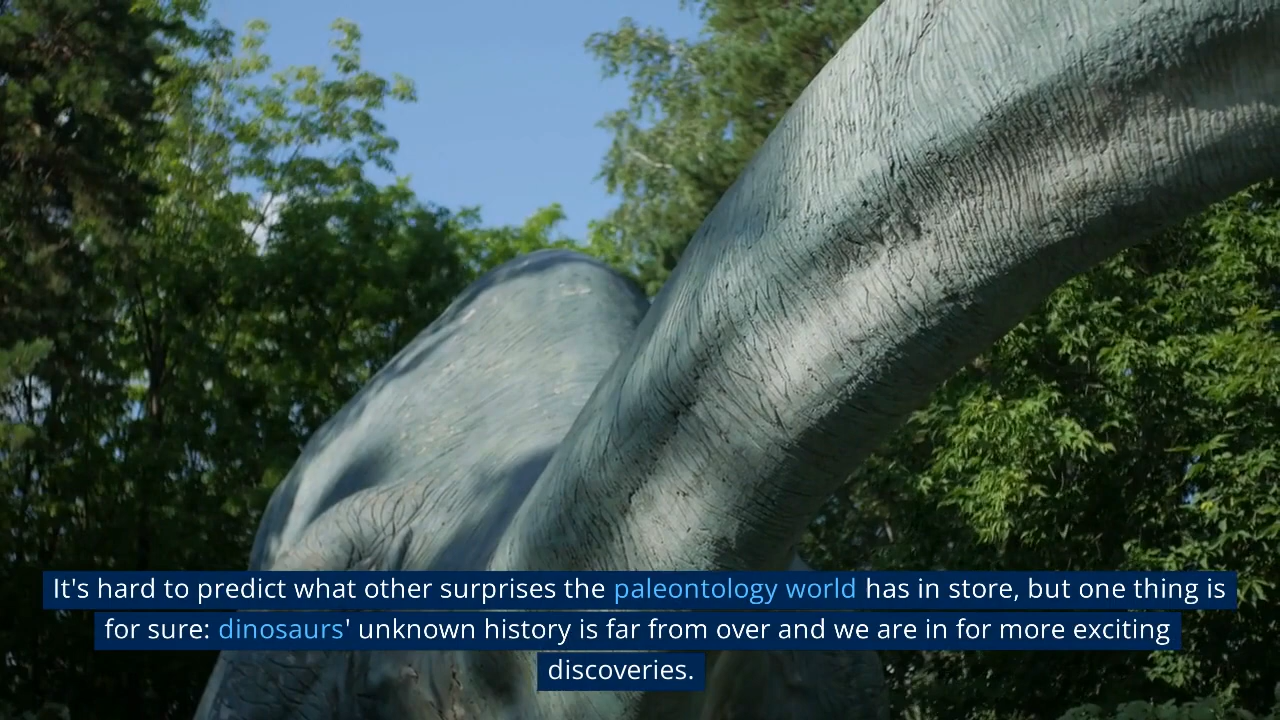 It's hard to predict what other surprises the paleontology world has in store, but one thing is
for sure: dinosaurs' unknown history is far from over and we are in for more exciting
discoveries.